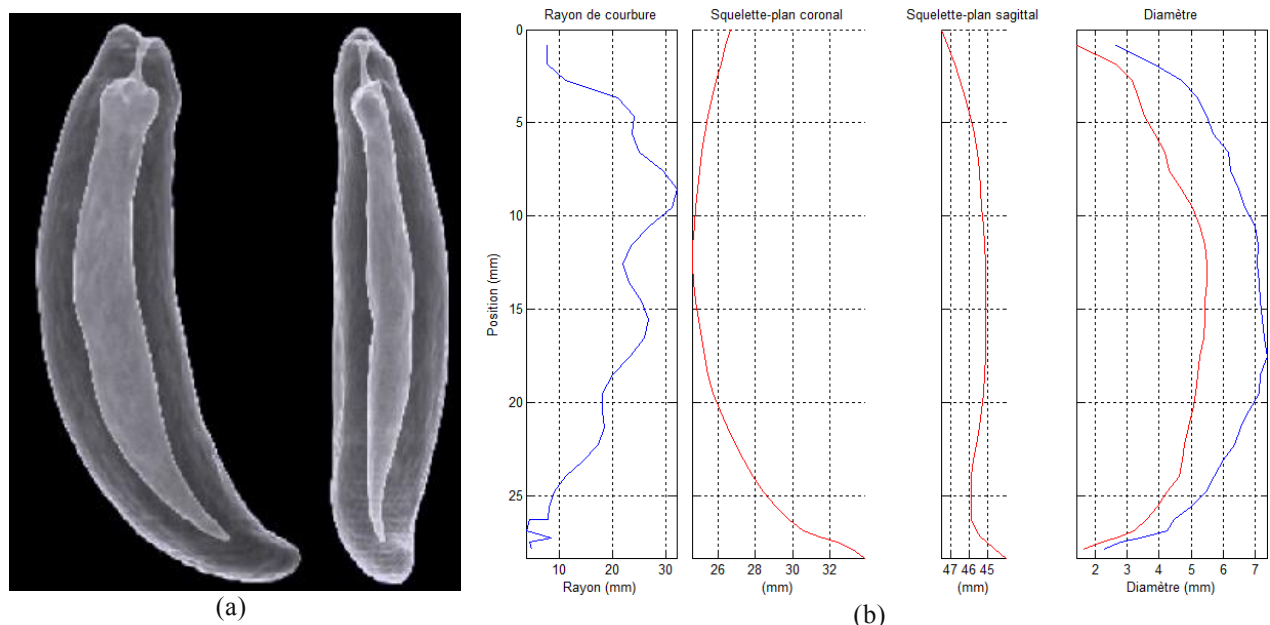 Rayon de courbure Squelette-plan coronal Squelette-plan sagittal Diamètre
Position (mm)
0
5
10
15
20
25
10 20 30 26 28 30 32 47 46 45 2 3 4 5 6 7
Rayon (mm) (mm) (mm) Diamètre (mm)
(a) (b)